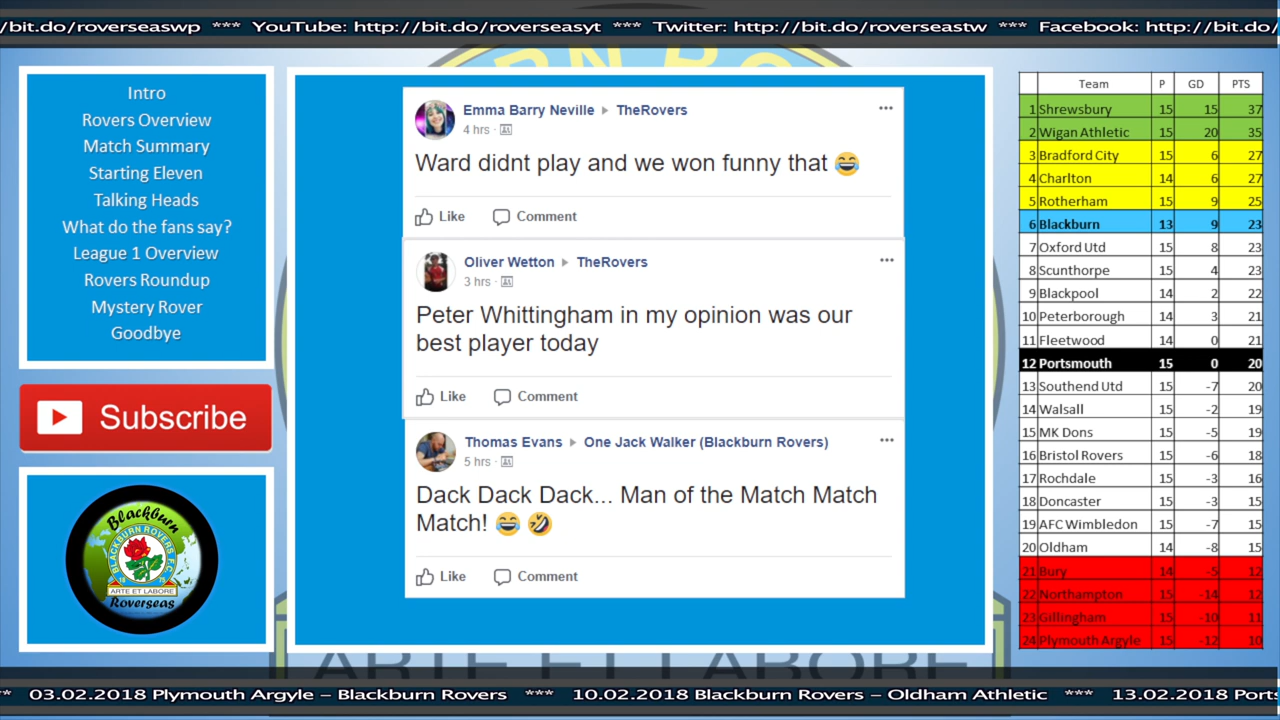 /bit.do/roverseaswp *** YouTube: http://bit.do/roverseasyt *** Twitter: http://bit.do/roverseastw *** Facebook: http://bit.do/
Intro
Rovers Overview
Match Summary
Starting Eleven
Talking Heads
What do the fans say?
League 1 Overview
Rovers Roundup
Mystery Rover
Goodbye
Subscribe
Blackburn
BLACKBURN ROVERS F.C.
18 75
ARTE ET LABORE
Roverseas
Emma Barry Neville ▸ TheRovers
4 hrs ·
Ward didnt play and we won funny that 😂
Like Comment
Oliver Wetton ▸ TheRovers
3 hrs ·
Peter Whittingham in my opinion was our
best player today
Like Comment
Thomas Evans ▸ One Jack Walker (Blackburn Rovers)
5 hrs ·
Dack Dack Dack... Man of the Match Match
Match! 😂 🤣
Like Comment
ARTE ET LABORE
Team P GD PTS
1 Shrewsbury 15 15 37
2 Wigan Athletic 15 20 35
3 Bradford City 15 6 27
4 Charlton 14 6 27
5 Rotherham 15 9 25
6 Blackburn 13 9 23
7 Oxford Utd 15 8 23
8 Scunthorpe 15 4 23
9 Blackpool 14 2 22
10 Peterborough 14 3 21
11 Fleetwood 14 0 21
12 Portsmouth 15 0 20
13 Southend Utd 15 -7 20
14 Walsall 15 -2 19
15 MK Dons 15 -5 19
16 Bristol Rovers 15 -6 18
17 Rochdale 15 -3 16
18 Doncaster 15 -3 15
19 AFC Wimbledon 15 -7 15
20 Oldham 14 -8 15
21 Bury 14 -5 12
22 Northampton 15 -14 12
23 Gillingham 15 -10 11
24 Plymouth Argyle 15 -12 10
* 03.02.2018 Plymouth Argyle – Blackburn Rovers *** 10.02.2018 Blackburn Rovers – Oldham Athletic *** 13.02.2018 Ports